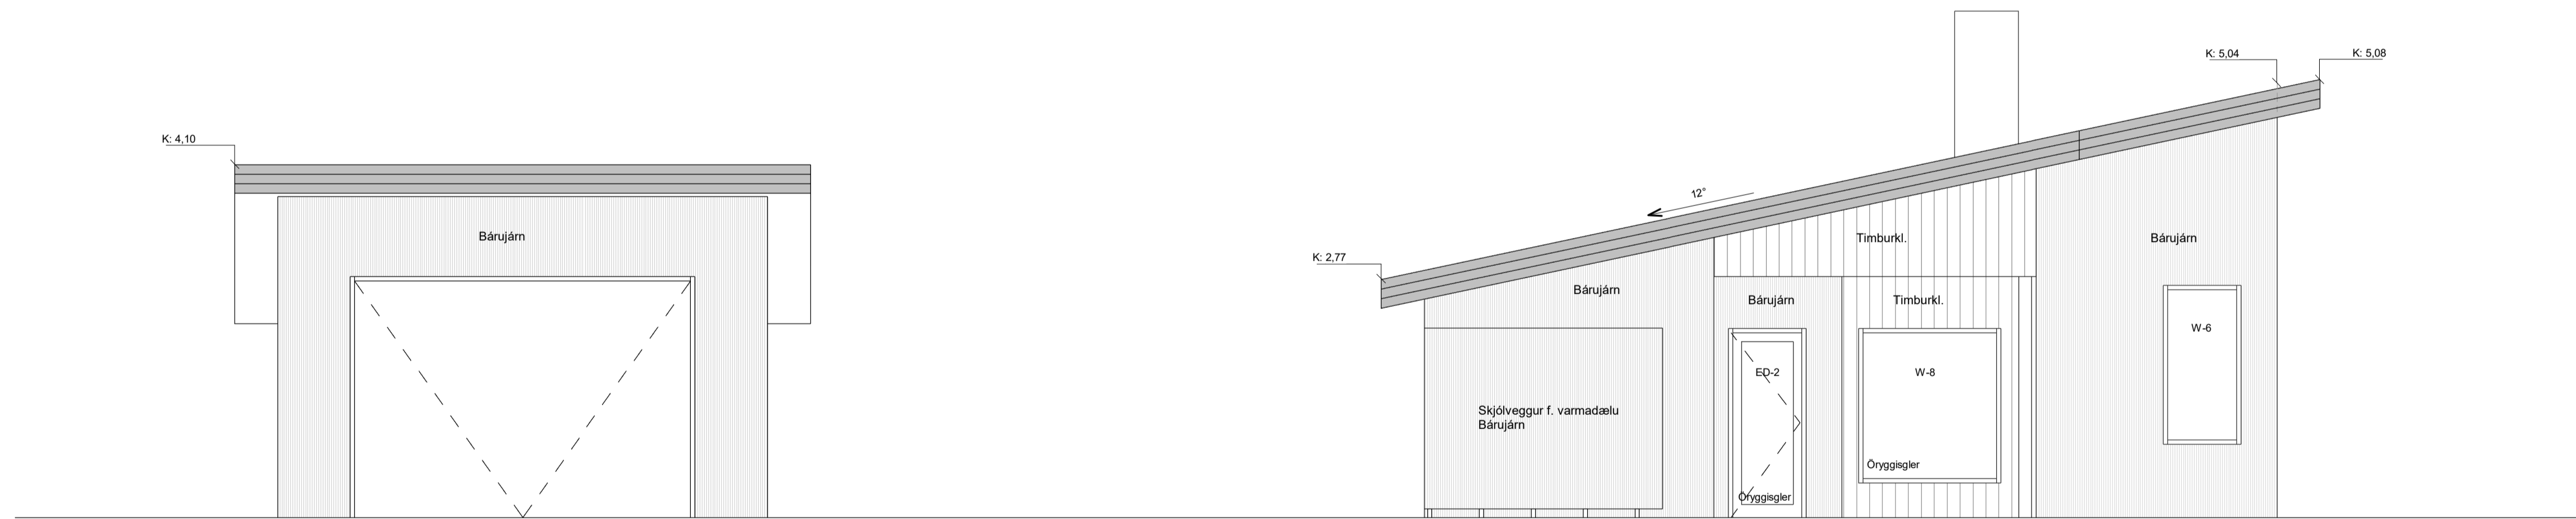 K: 4,10
Bárujárn
K: 2,77
12°
K: 5,04
K: 5,08
Bárujárn
Timburkl.
Bárujárn
Bárujárn
Timburkl.
W-6
ED-2
W-8
Skjólveggur f. varmadælu
Bárujárn
Öryggisgler
Öryggisgler